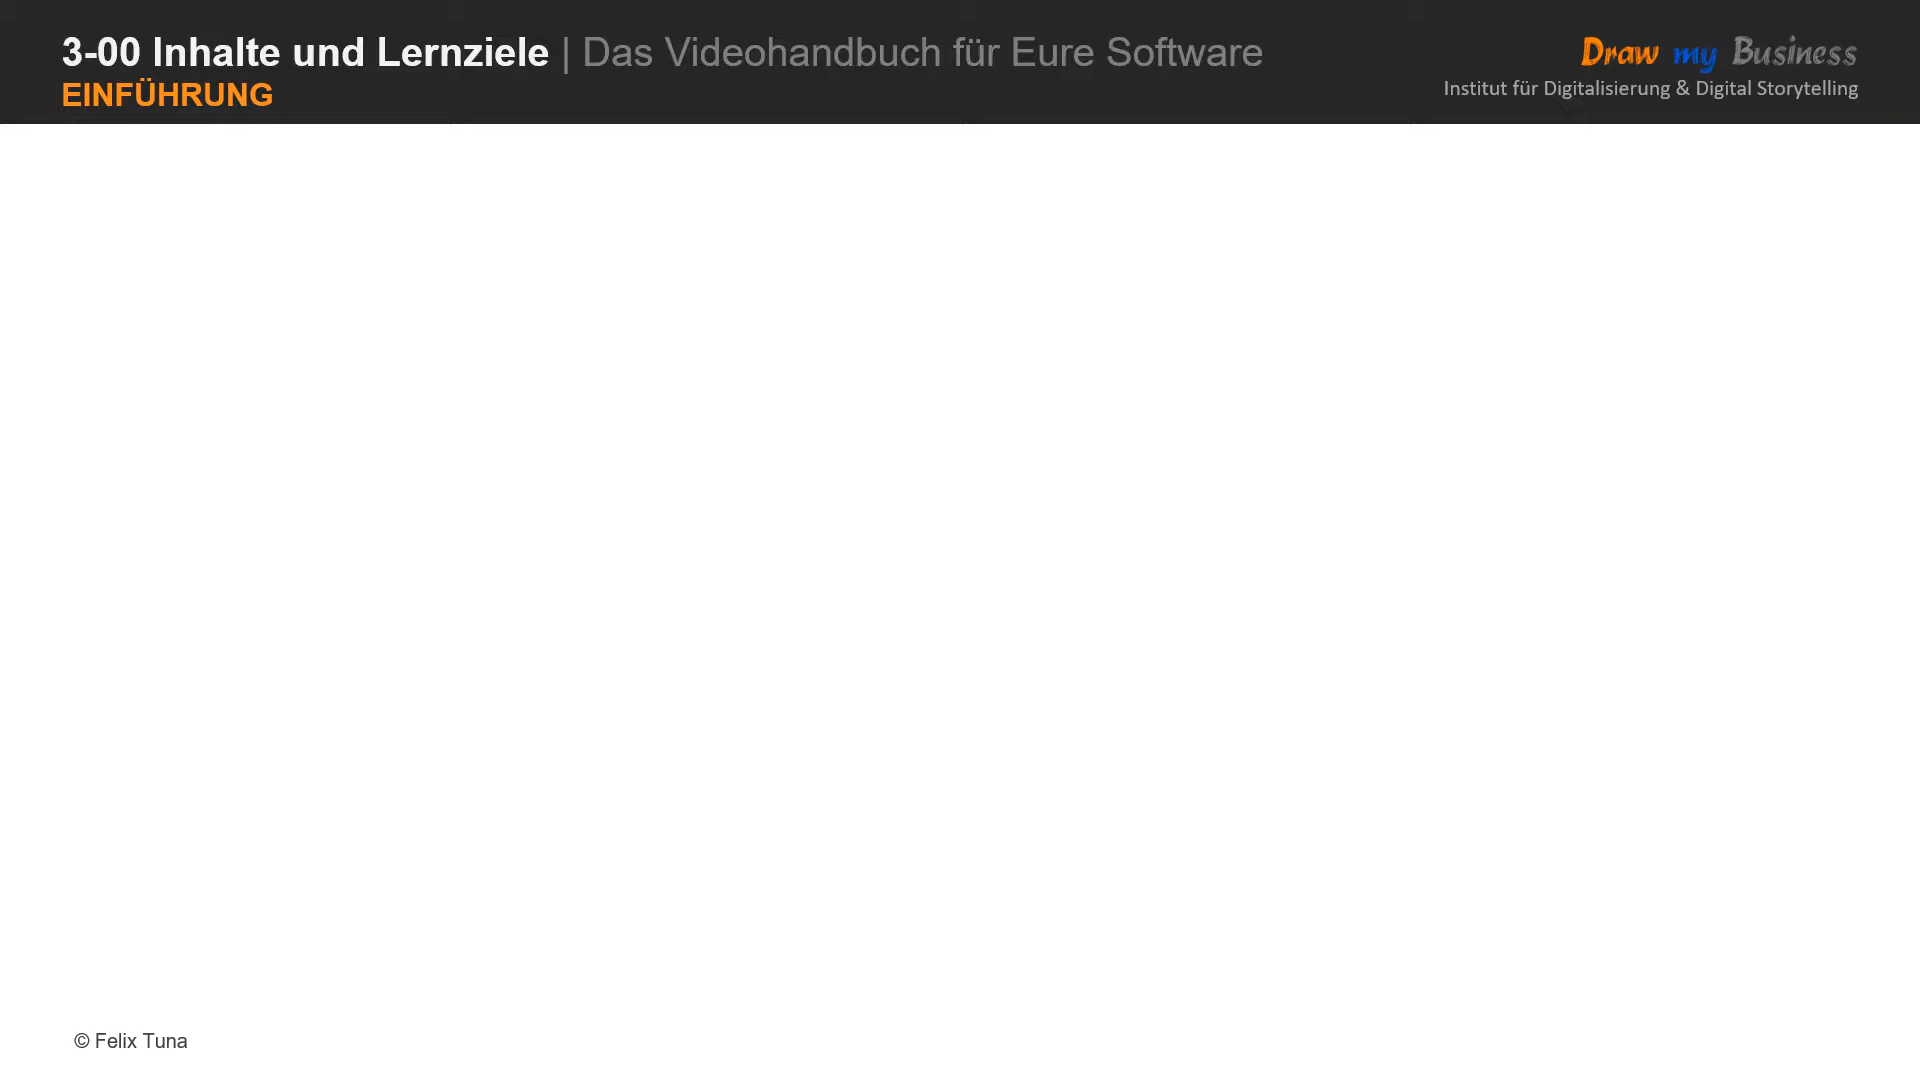 3-00 Inhalte und Lernziele | Das Videohandbuch für Eure Software
EINFÜHRUNG
Draw my Business
Institut für Digitalisierung & Digital Storytelling
© Felix Tuna